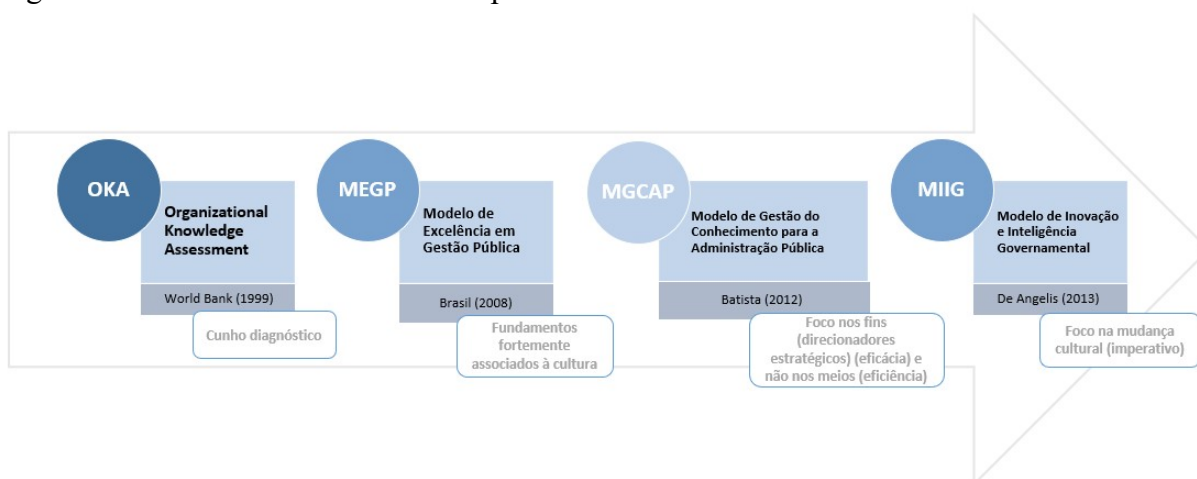 OKA
Organizational
Knowledge
Assessment
World Bank (1999)
Cunho diagnóstico
MEGP
Modelo de
Excelência em
Gestão Pública
Brasil (2008)
Fundamentos
fortemente
associados à cultura
MGCAP
Modelo de Gestão do
Conhecimento para a
Administração Pública
Batista (2012)
Foco nos fins
(direcionadores
estratégicos) (eficácia) e
não nos meios (eficiência)
MIIG
Modelo de Inovação
e Inteligência
Governamental
De Angelis (2013)
Foco na mudança
cultural (imperativo)